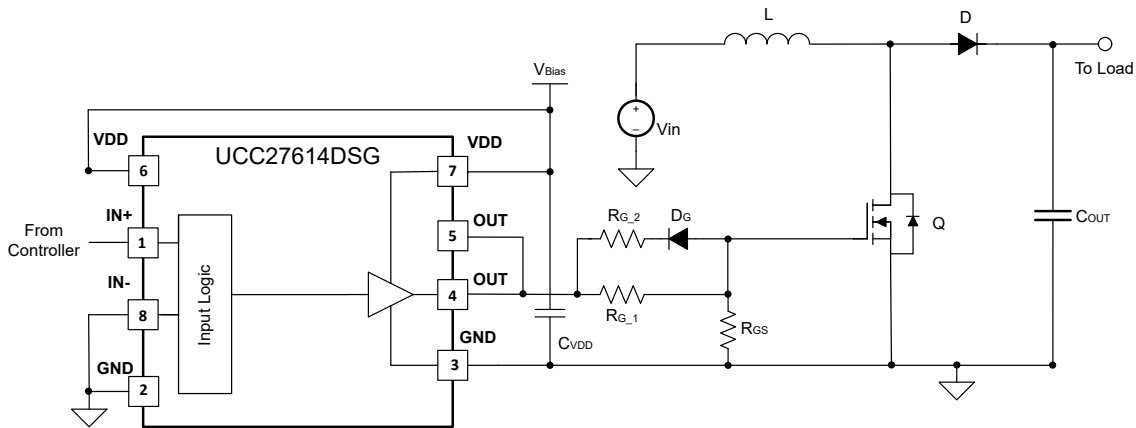 L
D
To Load
VBias
+
–
Vin
VDD
6
UCC27614DSG
VDD
7
From
Controller
IN+
1
IN-
8
GND
2
Input Logic
OUT
5
OUT
4
GND
3
RG_2
DG
RG_1
RGS
CVDD
Q
COUT